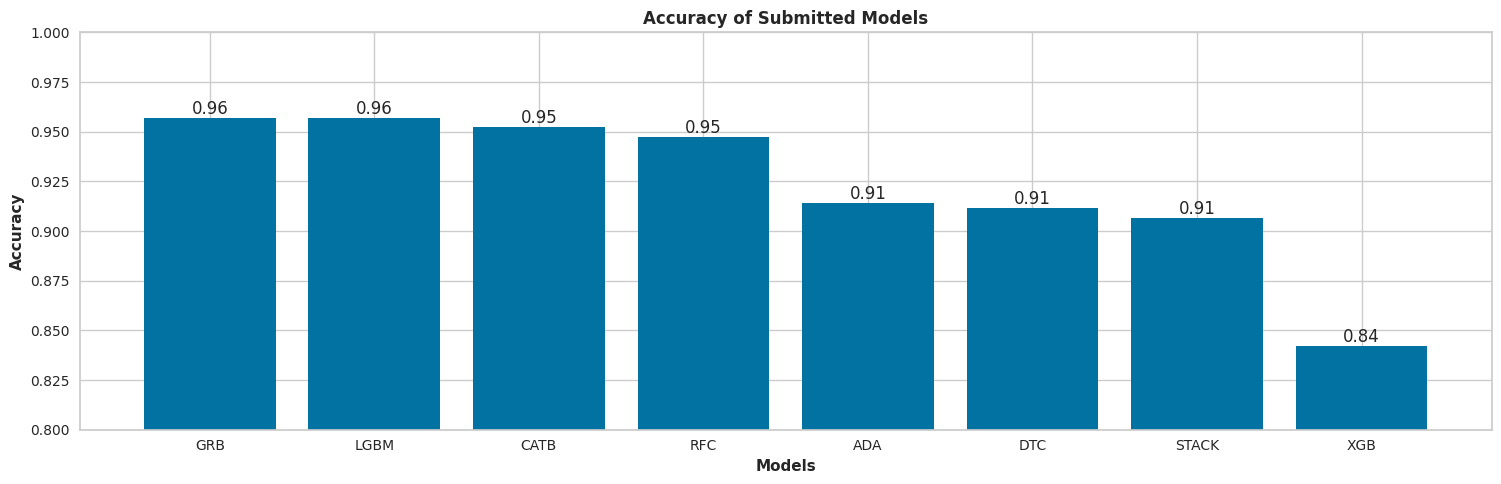 Accuracy of Submitted Models
1.000
0.975
0.950
0.925
0.900
0.875
0.850
0.825
0.800
Accuracy
0.96
0.96
0.95
0.95
0.91
0.91
0.91
0.84
GRB
LGBM
CATB
RFC
ADA
DTC
STACK
XGB
Models